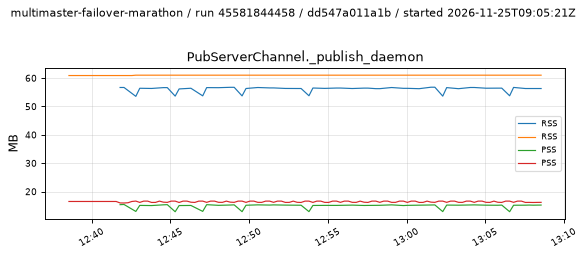 multimaster-failover-marathon / run 45581844458 / dd547a011a1b / started 2026-11-25T09:05:21Z
PubServerChannel._publish_daemon
MB
60
50
40
30
20
RSS
RSS
PSS
PSS
12:40
12:45
12:50
12:55
13:00
13:05
13:10